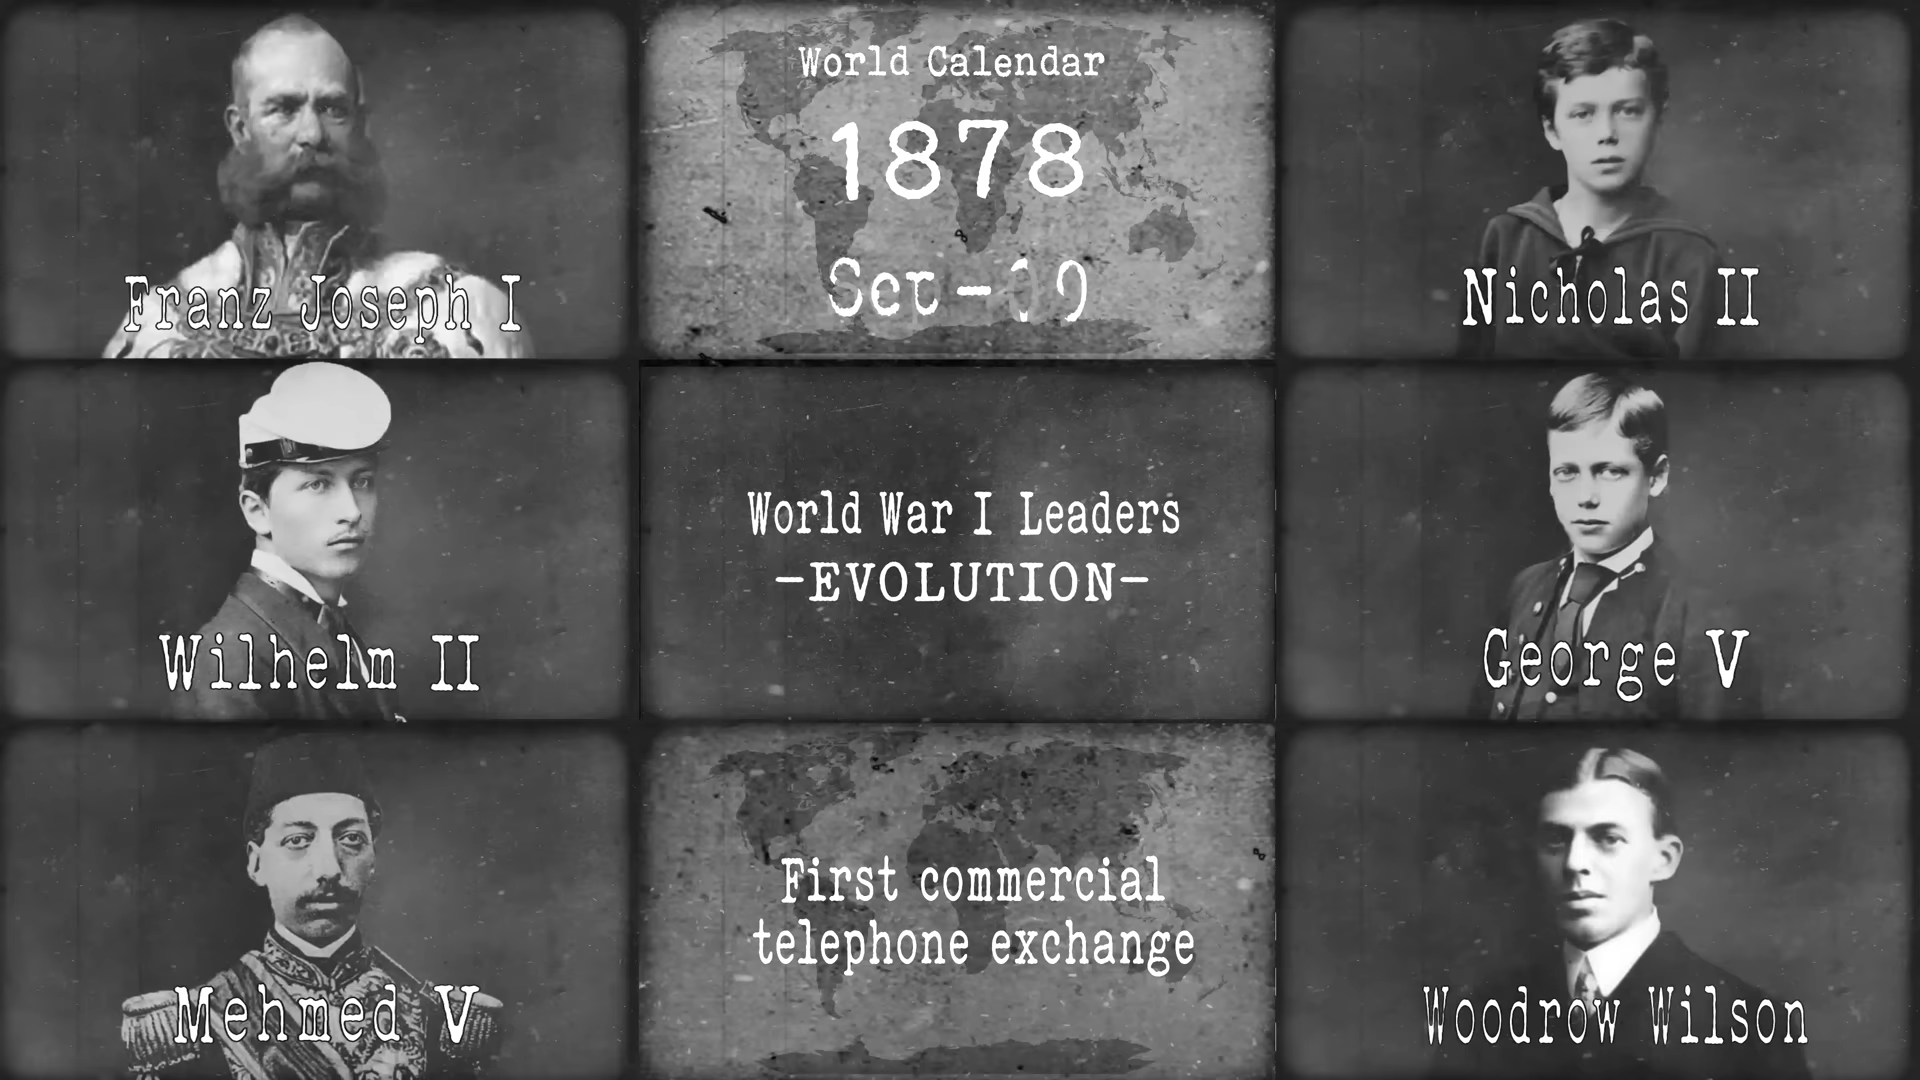 World Calendar
1878
Franz Joseph I
Nicholas II
World War I Leaders
-EVOLUTION-
Wilhelm II
George V
First commercial
telephone exchange
Mehmed V
Woodrow Wilson